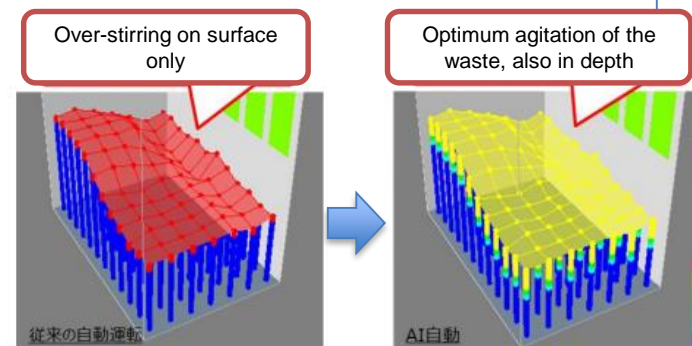 Over-stirring on surface
only
Optimum agitation of the
waste, also in depth
従来の自動運転
AI自動